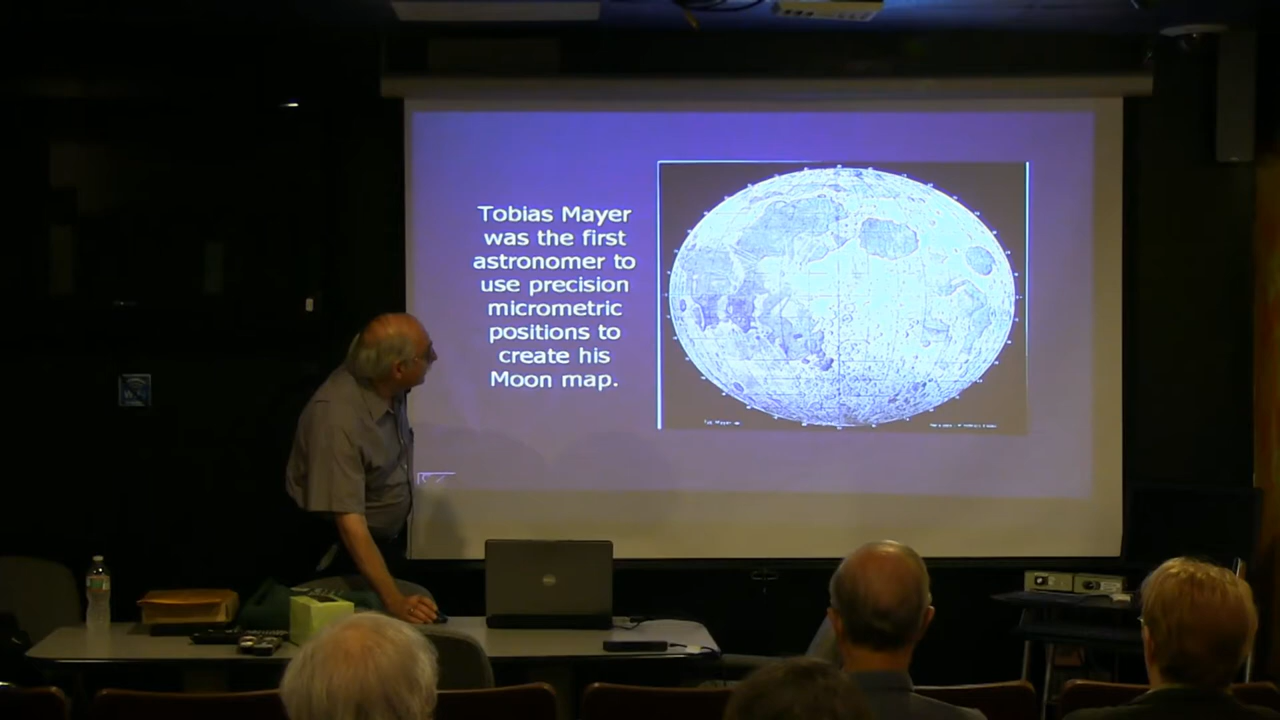 Tobias Mayer
was the first
astronomer to
use precision
micrometric
positions to
create his
Moon map.